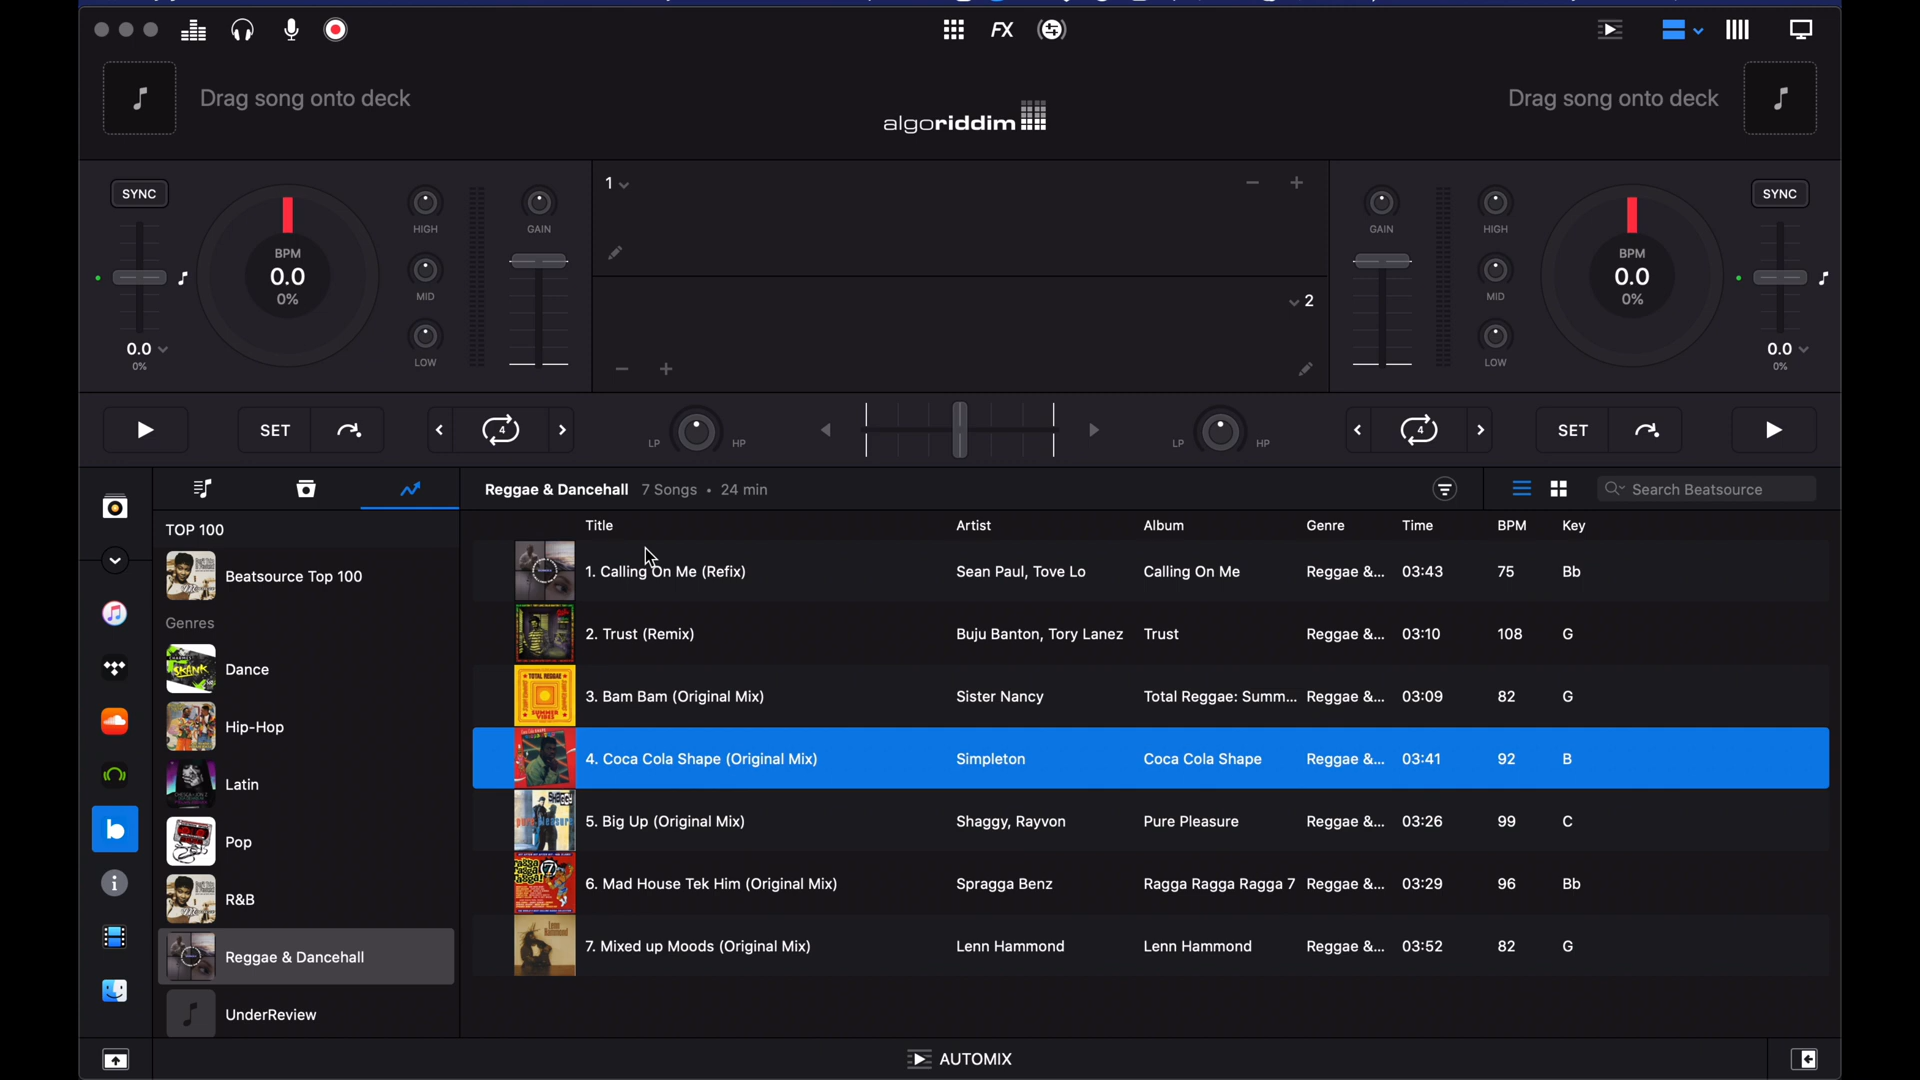 FX
Drag song onto deck
algoriddim
Drag song onto deck
SYNC
BPM
0.0
0%
HIGH
MID
LOW
GAIN
0.0
0%
1
2
GAIN
HIGH
MID
LOW
BPM
0.0
0%
SYNC
0.0
0%
SET
4
LP HP
LP HP
4
SET
Reggae & Dancehall 7 Songs • 24 min
Search Beatsource
TOP 100
Beatsource Top 100
Genres
Dance
Hip-Hop
Latin
Pop
R&B
Reggae & Dancehall
UnderReview
Title Artist Album Genre Time BPM Key
1. Calling On Me (Refix) Sean Paul, Tove Lo Calling On Me Reggae &... 03:43 75 Bb
2. Trust (Remix) Buju Banton, Tory Lanez Trust Reggae &... 03:10 108 G
3. Bam Bam (Original Mix) Sister Nancy Total Reggae: Summ... Reggae &... 03:09 82 G
4. Coca Cola Shape (Original Mix) Simpleton Coca Cola Shape Reggae &... 03:41 92 B
5. Big Up (Original Mix) Shaggy, Rayvon Pure Pleasure Reggae &... 03:26 99 C
6. Mad House Tek Him (Original Mix) Spragga Benz Ragga Ragga Ragga 7 Reggae &... 03:29 96 Bb
7. Mixed up Moods (Original Mix) Lenn Hammond Lenn Hammond Reggae &... 03:52 82 G
AUTOMIX